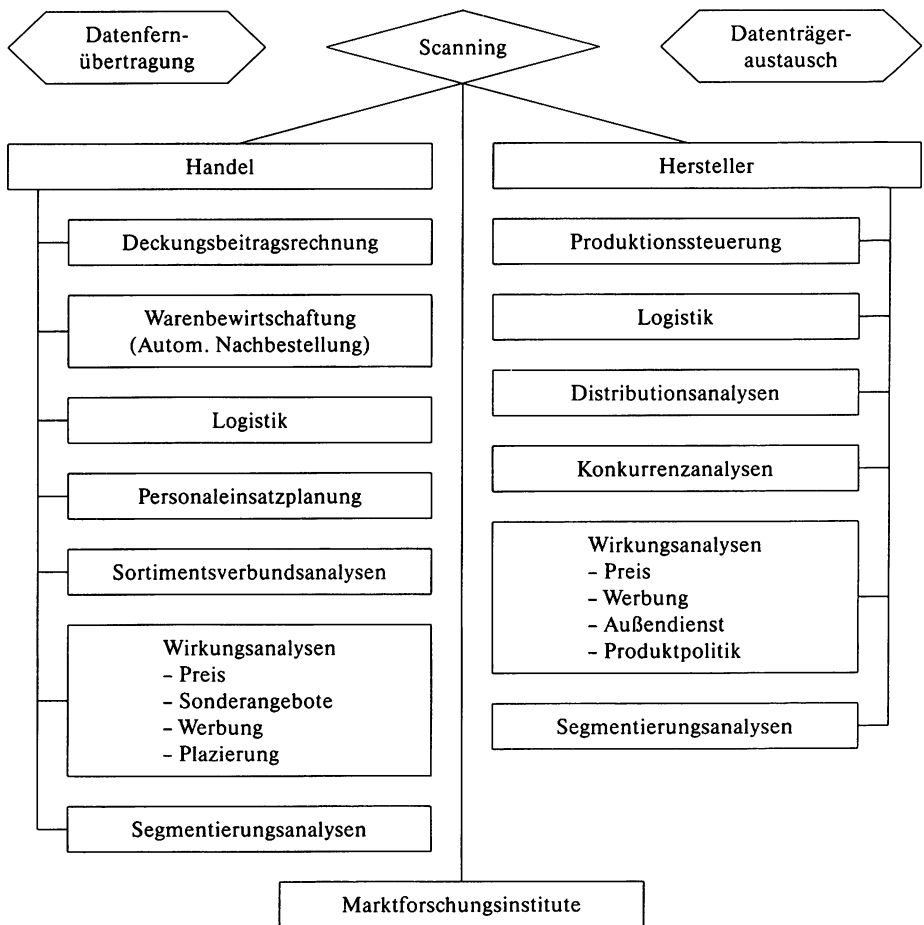 Datenfern-
übertragung
Scanning
Datenträger-
austausch
Handel
Deckungsbeitragsrechnung
Warenbewirtschaftung
(Autom. Nachbestellung)
Logistik
Personaleinsatzplanung
Sortimentsverbundsanalysen
Wirkungsanalysen
– Preis
– Sonderangebote
– Werbung
– Plazierung
Segmentierungsanalysen
Hersteller
Produktionssteuerung
Logistik
Distributionsanalysen
Konkurrenzanalysen
Wirkungsanalysen
– Preis
– Werbung
– Außendienst
– Produktpolitik
Segmentierungsanalysen
Marktforschungsinstitute